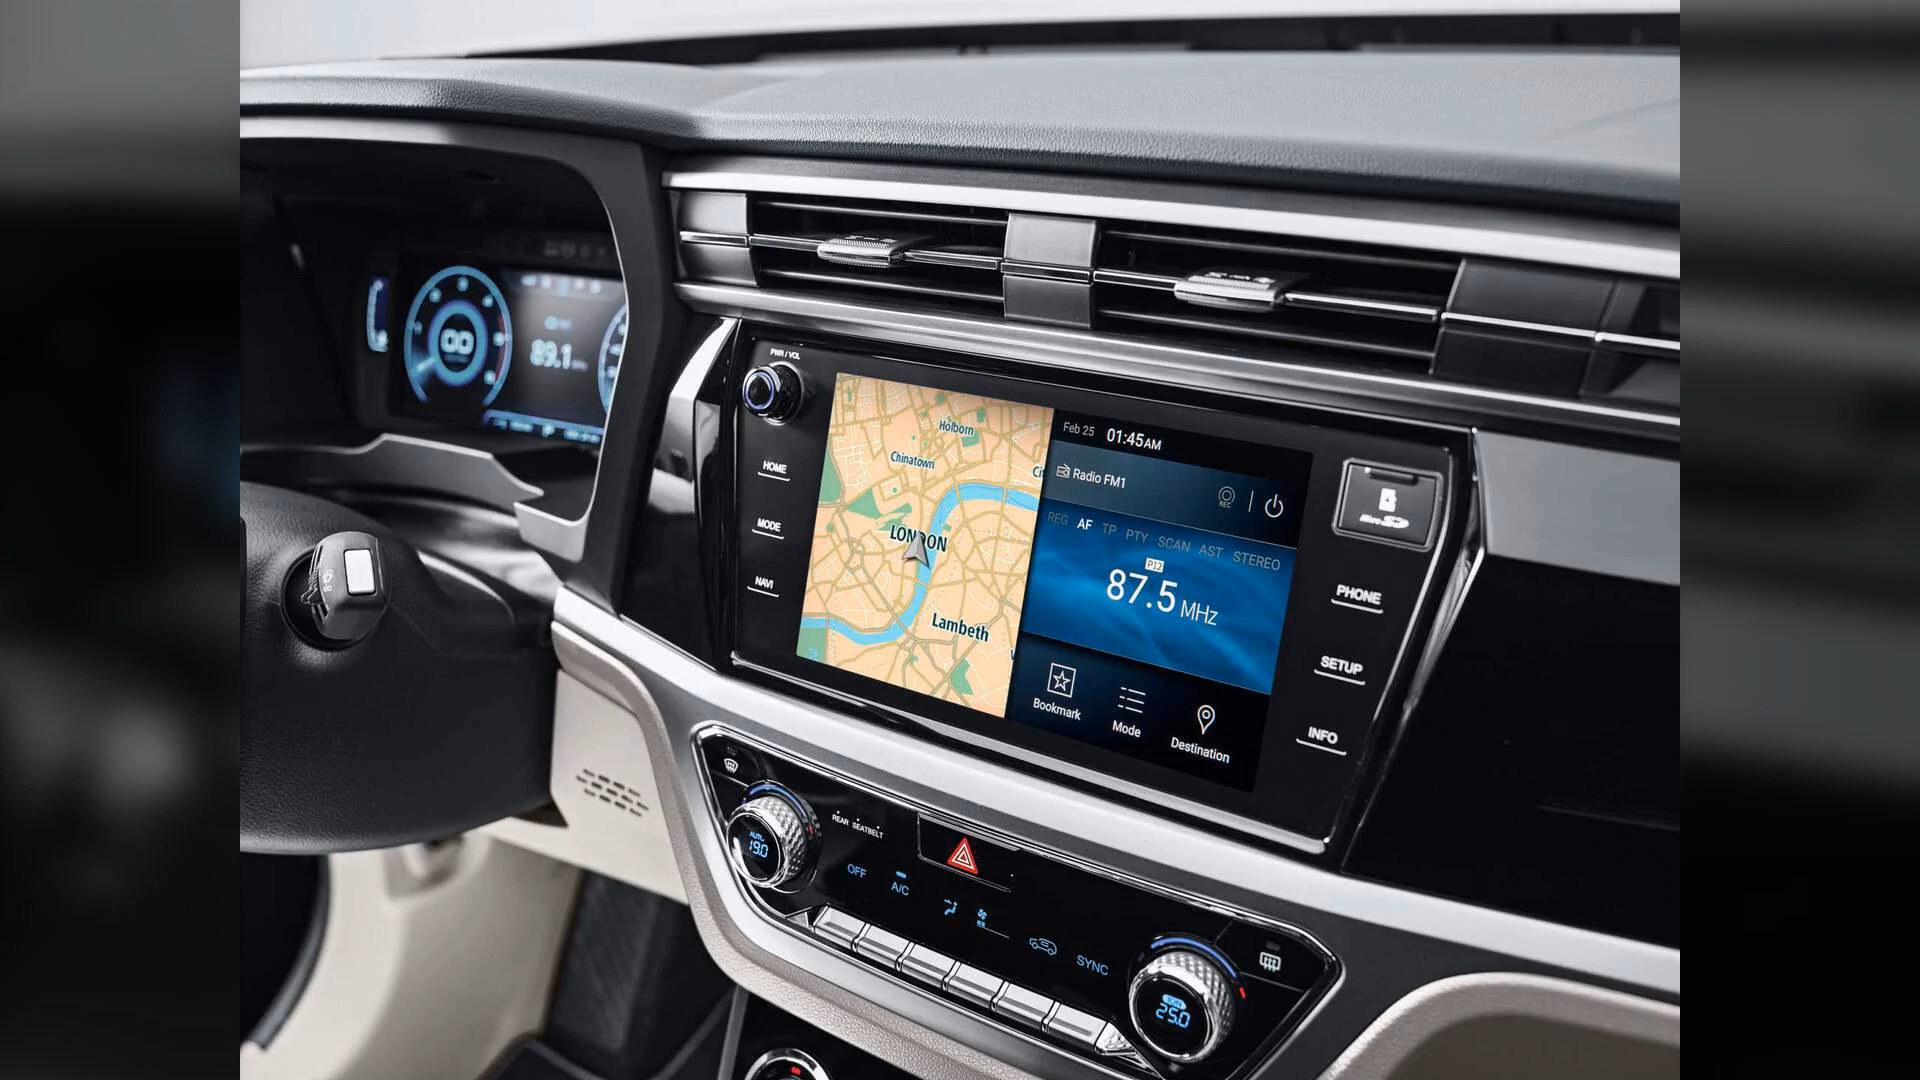 89.1
PWR / VOL
HOME
MODE
NAVI
Holborn
Chinatown
LONDON
Lambeth
Feb 25 01:45AM
Radio FM1
REC
REG AF TP PTY SCAN AST STEREO
P12
87.5 MHz
Bookmark
Mode
Destination
PHONE
SETUP
INFO
AUTO
19.0
REAR SEATBELT
OFF
A/C
SYNC
ION
25.0